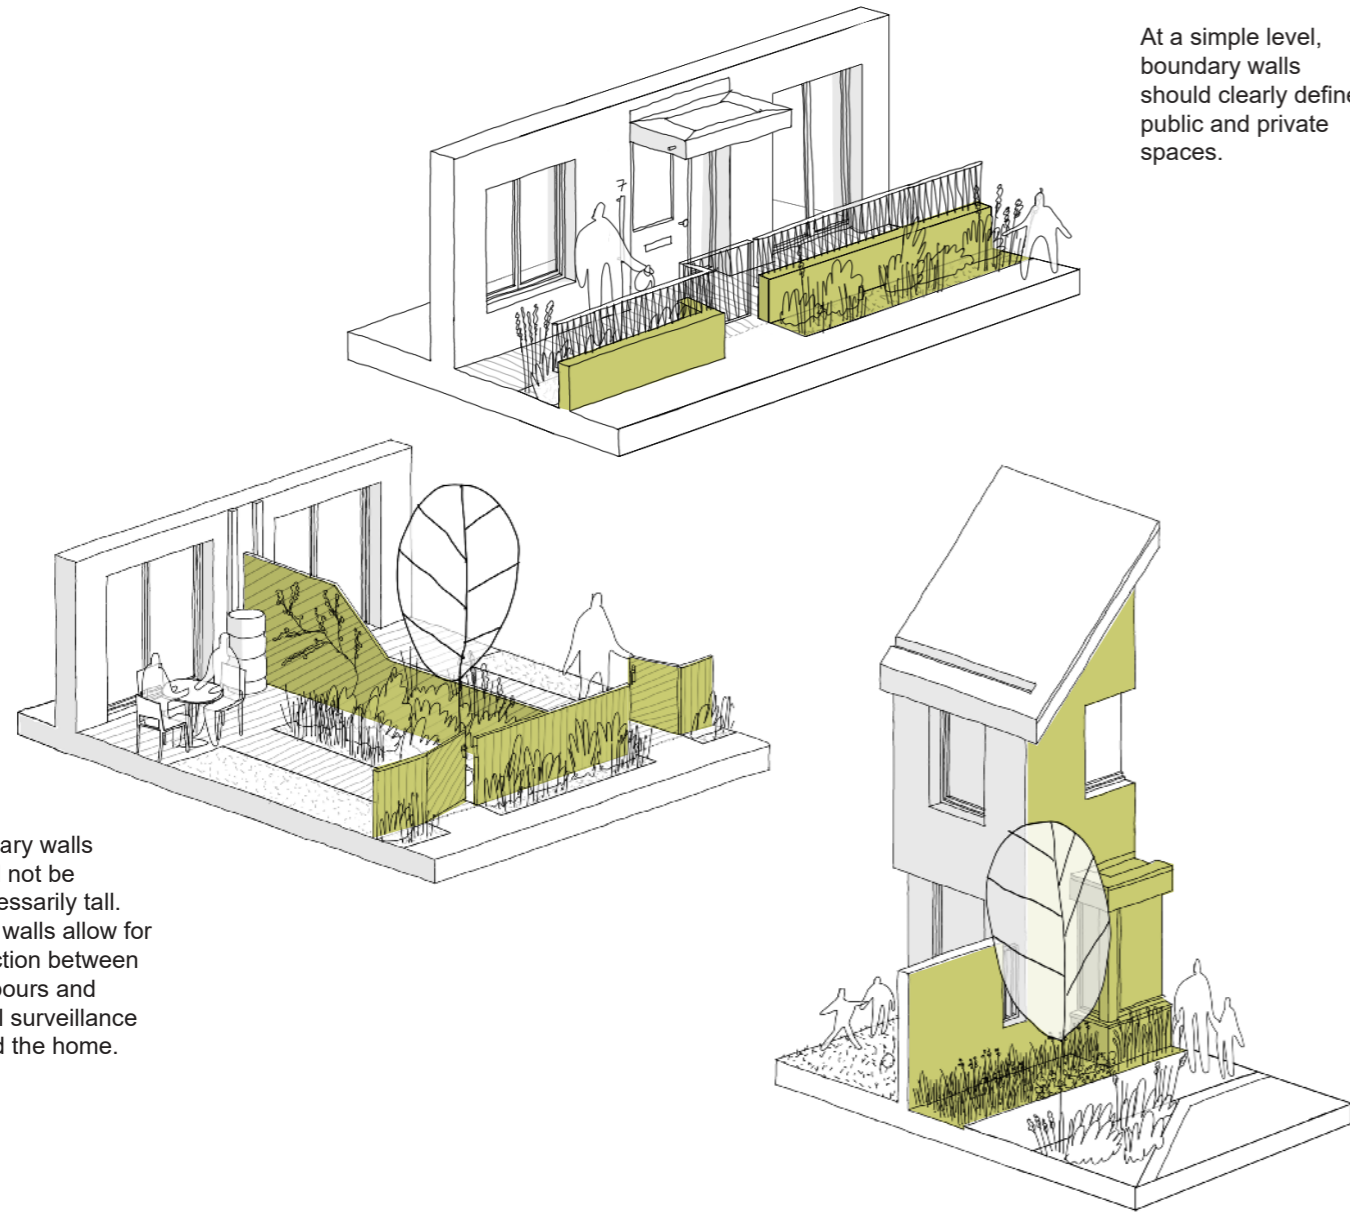 At a simple level,
boundary walls
should clearly define
public and private
spaces.
7
ary walls
not be
essarily tall.
walls allow for
ction between
ours and
l surveillance
d the home.